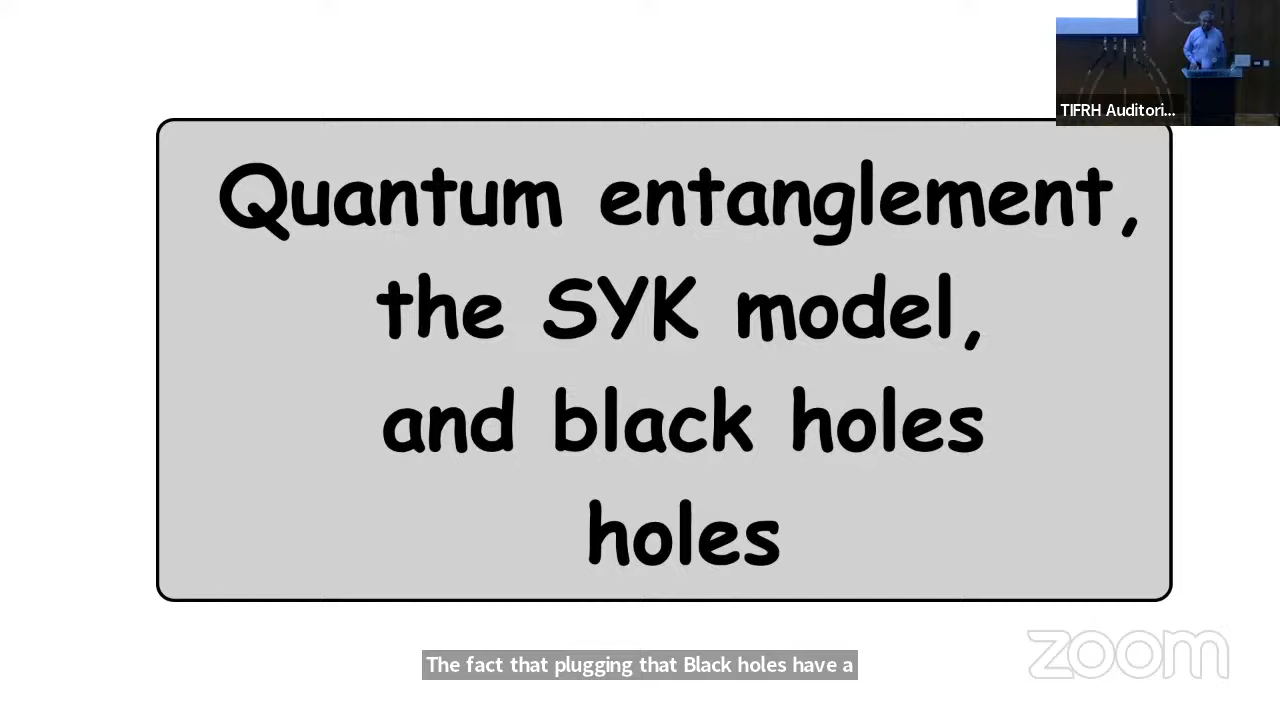 TIFRH Auditori...
Quantum entanglement,
the SYK model,
and black holes
holes
The fact that plugging that Black holes have a
zoom